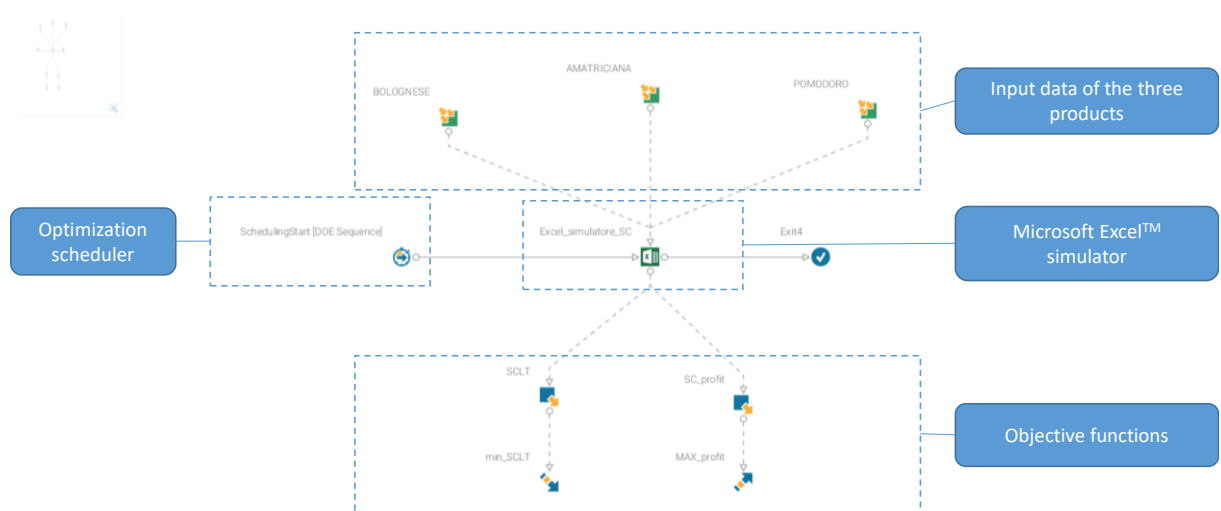 AMATRICIANA
BOLOGNESE
POMODORO
Input data of the three
products
Optimization
scheduler
SchedulingStart [DOE Sequence]
Excel_simulatore_SC
Exit4
Microsoft Excel™
simulator
SCLT
SC_profit
min_SCLT
MAX_profit
Objective functions